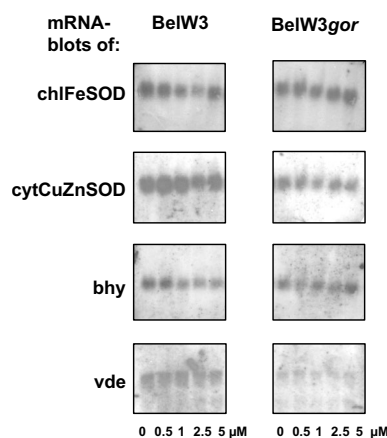 mRNA-
blots of:
BelW3
BelW3gor
chlFeSOD
cytCuZnSOD
bhy
vde
0 0.5 1 2.5 5 µM
0 0.5 1 2.5 5 µM